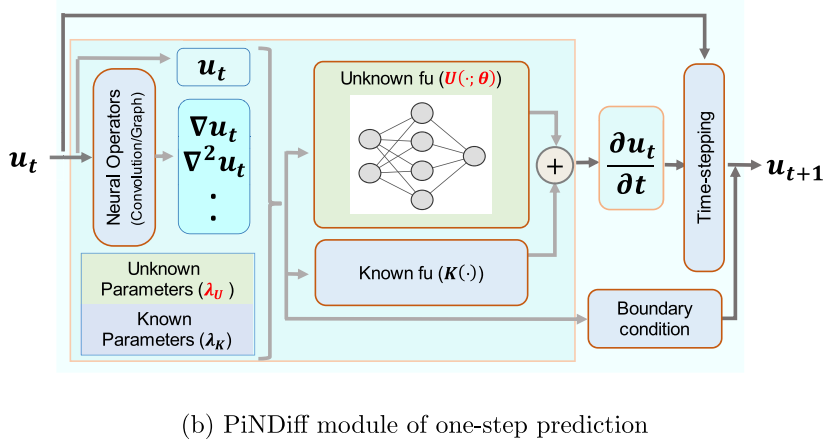 u_t
Neural Operators
(Convolution/Graph)
u_t
∇u_t
∇²u_t
.
.
Unknown
Parameters (λ_U )
Known
Parameters (λ_K)
Unknown fu (U(·; θ))
Known fu (K(·))
+
∂u_t
∂t
Boundary
condition
Time-stepping
u_{t+1}
(b) PiNDiff module of one-step prediction